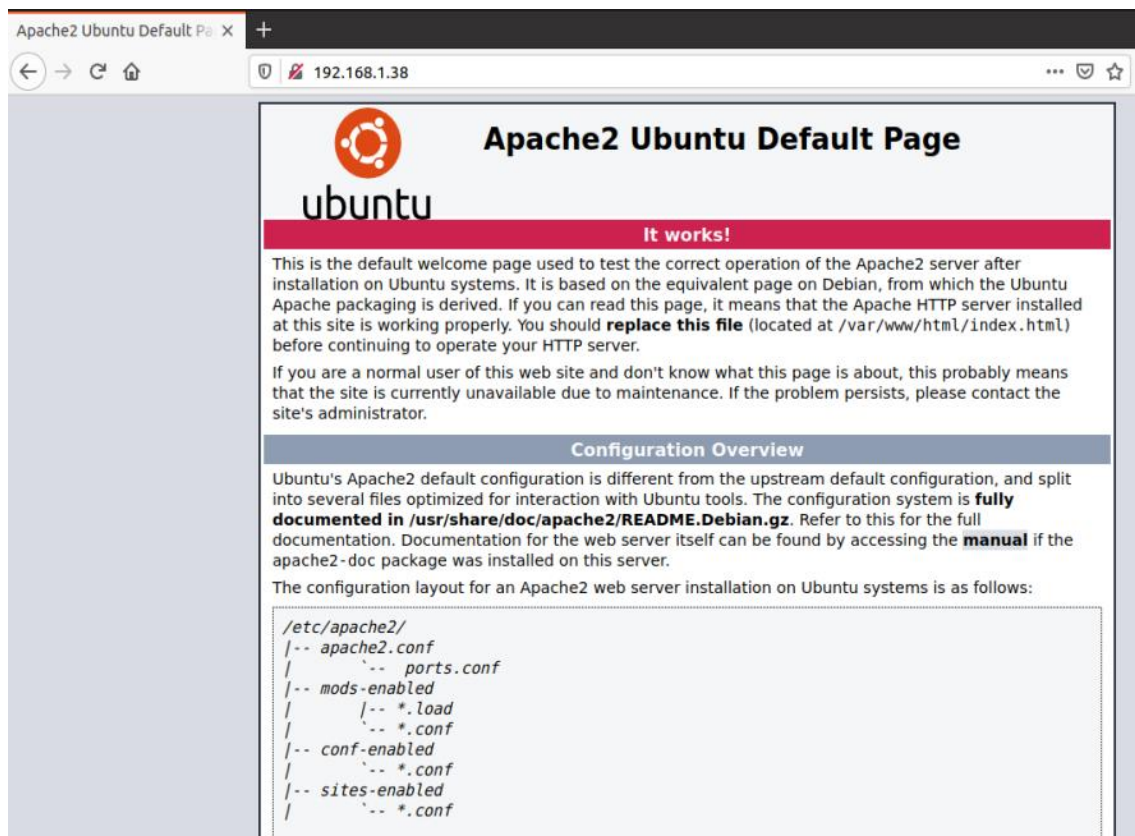 Apache2 Ubuntu Default Pa
192.168.1.38
ubuntu
Apache2 Ubuntu Default Page
It works!
This is the default welcome page used to test the correct operation of the Apache2 server after
installation on Ubuntu systems. It is based on the equivalent page on Debian, from which the Ubuntu
Apache packaging is derived. If you can read this page, it means that the Apache HTTP server installed
at this site is working properly. You should replace this file (located at /var/www/html/index.html)
before continuing to operate your HTTP server.
If you are a normal user of this web site and don't know what this page is about, this probably means
that the site is currently unavailable due to maintenance. If the problem persists, please contact the
site's administrator.
Configuration Overview
Ubuntu's Apache2 default configuration is different from the upstream default configuration, and split
into several files optimized for interaction with Ubuntu tools. The configuration system is fully
documented in /usr/share/doc/apache2/README.Debian.gz. Refer to this for the full
documentation. Documentation for the web server itself can be found by accessing the manual if the
apache2-doc package was installed on this server.
The configuration layout for an Apache2 web server installation on Ubuntu systems is as follows:
/etc/apache2/
|-- apache2.conf
|       `--  ports.conf
|-- mods-enabled
|       |-- *.load
|       `-- *.conf
|-- conf-enabled
|       `-- *.conf
|-- sites-enabled
|       `-- *.conf